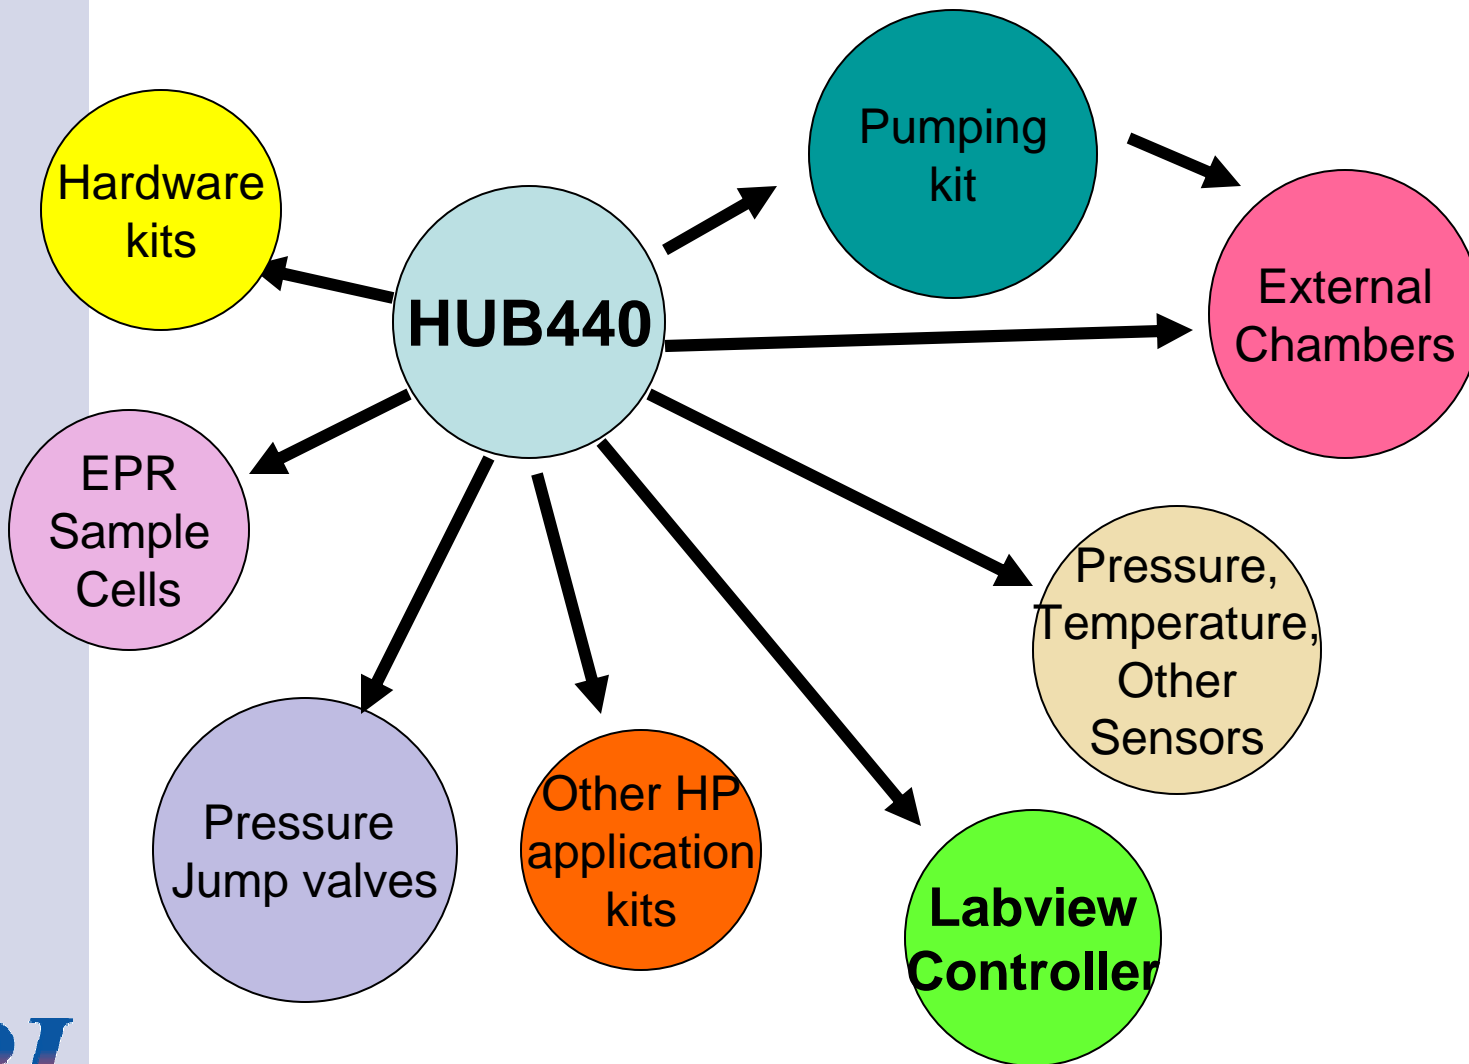 Pumping
kit
Hardware
kits
HUB440
External
Chambers
EPR
Sample
Cells
Pressure,
Temperature,
Other
Sensors
Pressure
Jump valves
Other HP
application
kits
Labview
Controller